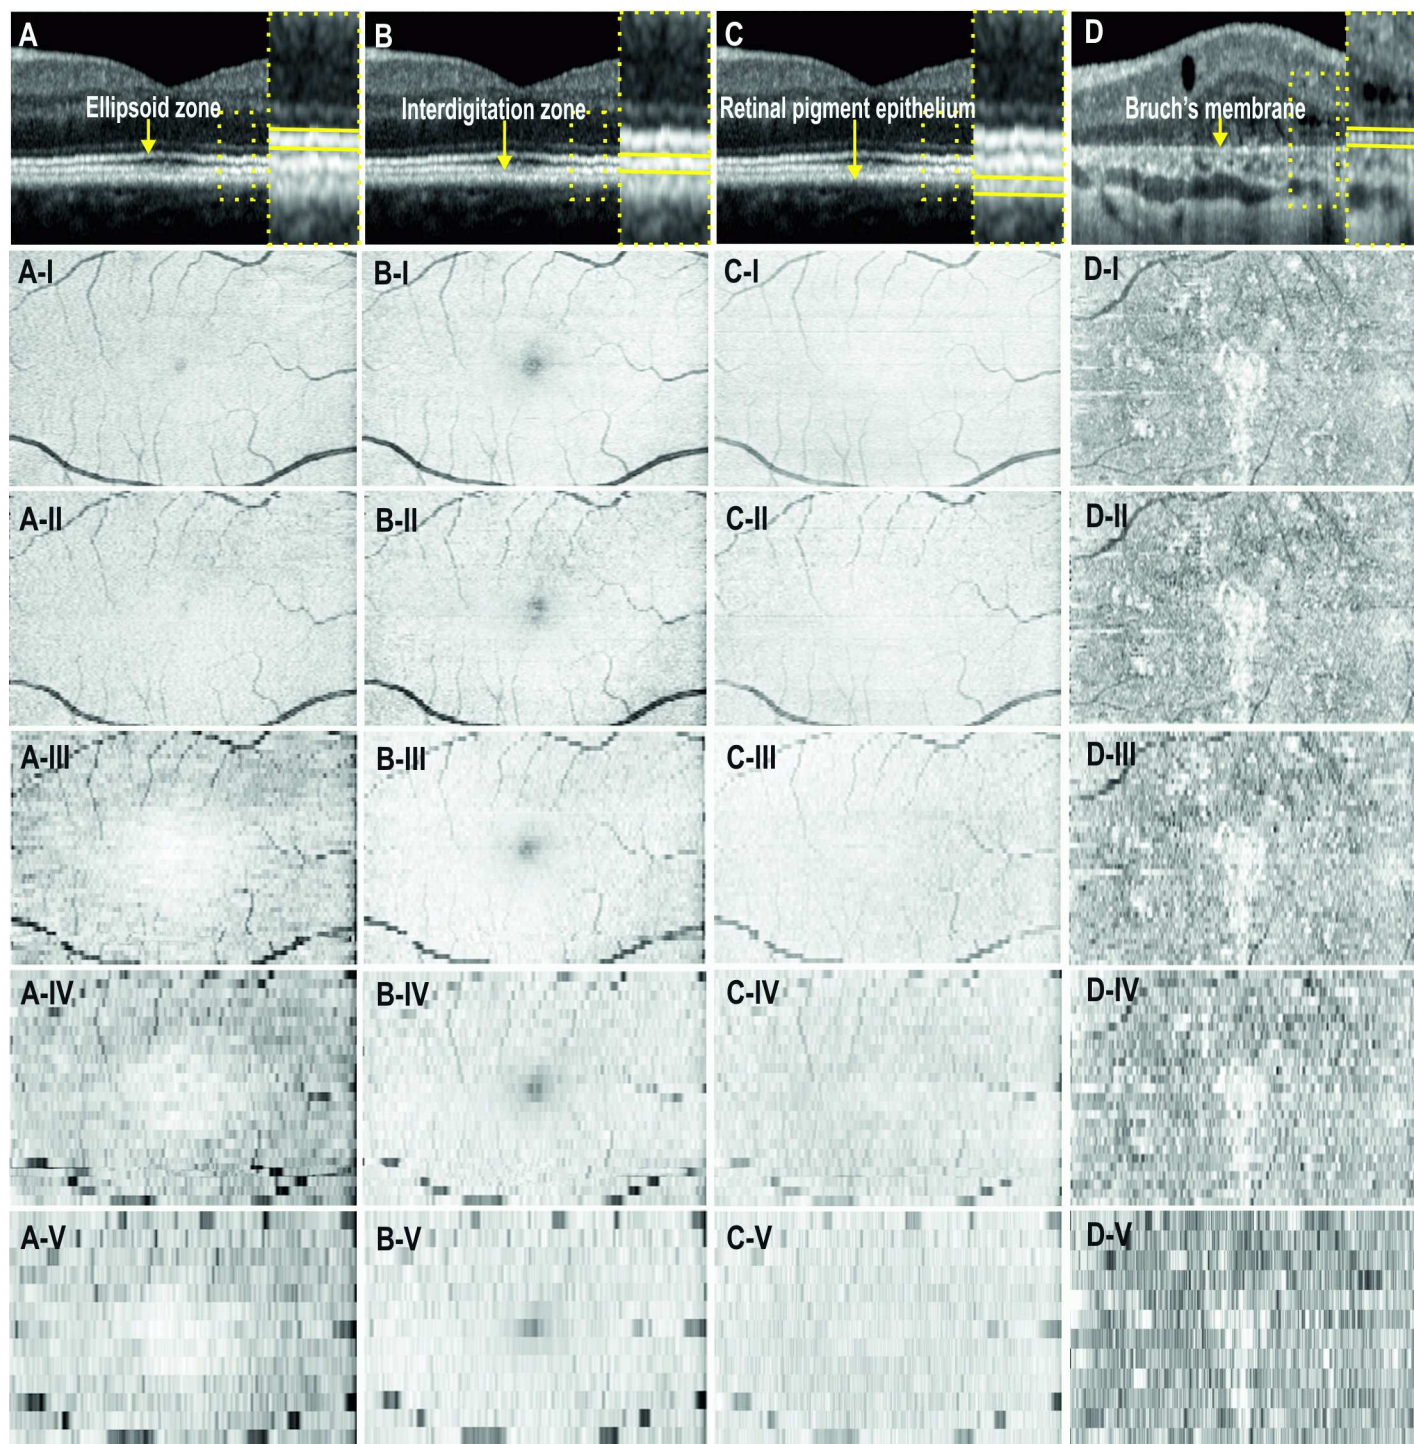 A
B
C
D
Ellipsoid zone
Interdigitation zone
Retinal pigment epithelium
Bruch's membrane
A-I
B-I
C-I
D-I
A-II
B-II
C-II
D-II
A-III
B-III
C-III
D-III
A-IV
B-IV
C-IV
D-IV
A-V
B-V
C-V
D-V